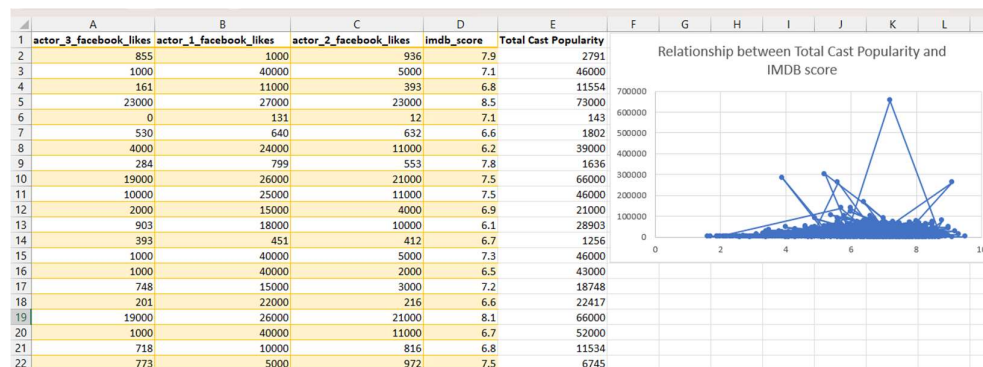 A B C D E F G H I J K L
1 actor_3_facebook_likes actor_1_facebook_likes actor_2_facebook_likes imdb_score Total Cast Popularity
2 855 1000 936 7.9 2791
3 1000 40000 5000 7.1 46000
4 161 11000 393 6.8 11554
5 23000 27000 23000 8.5 73000
6 0 131 12 7.1 143
7 530 640 632 6.6 1802
8 4000 24000 11000 6.2 39000
9 284 799 553 7.8 1636
10 19000 26000 21000 7.5 66000
11 10000 25000 11000 7.5 46000
12 2000 15000 4000 6.9 21000
13 903 18000 10000 6.1 28903
14 393 451 412 6.7 1256
15 1000 40000 5000 7.3 46000
16 1000 40000 2000 6.5 43000
17 748 15000 3000 7.2 18748
18 201 22000 216 6.6 22417
19 19000 26000 21000 8.1 66000
20 1000 40000 11000 6.7 52000
21 718 10000 816 6.8 11534
22 773 5000 972 7.5 6745
Relationship between Total Cast Popularity and
IMDB score
700000
600000
500000
400000
300000
200000
100000
0
0 2 4 6 8 10